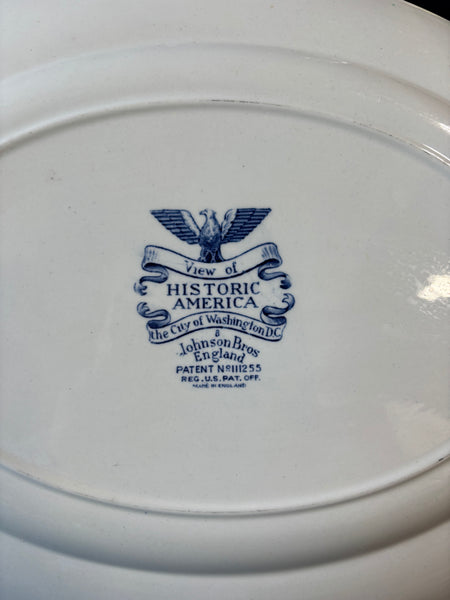 View of
HISTORIC
AMERICA
the City of Washington D.C.
8
Johnson Bros
England
PATENT Nº111255
REG. U.S. PAT. OFF.
MADE IN ENGLAND